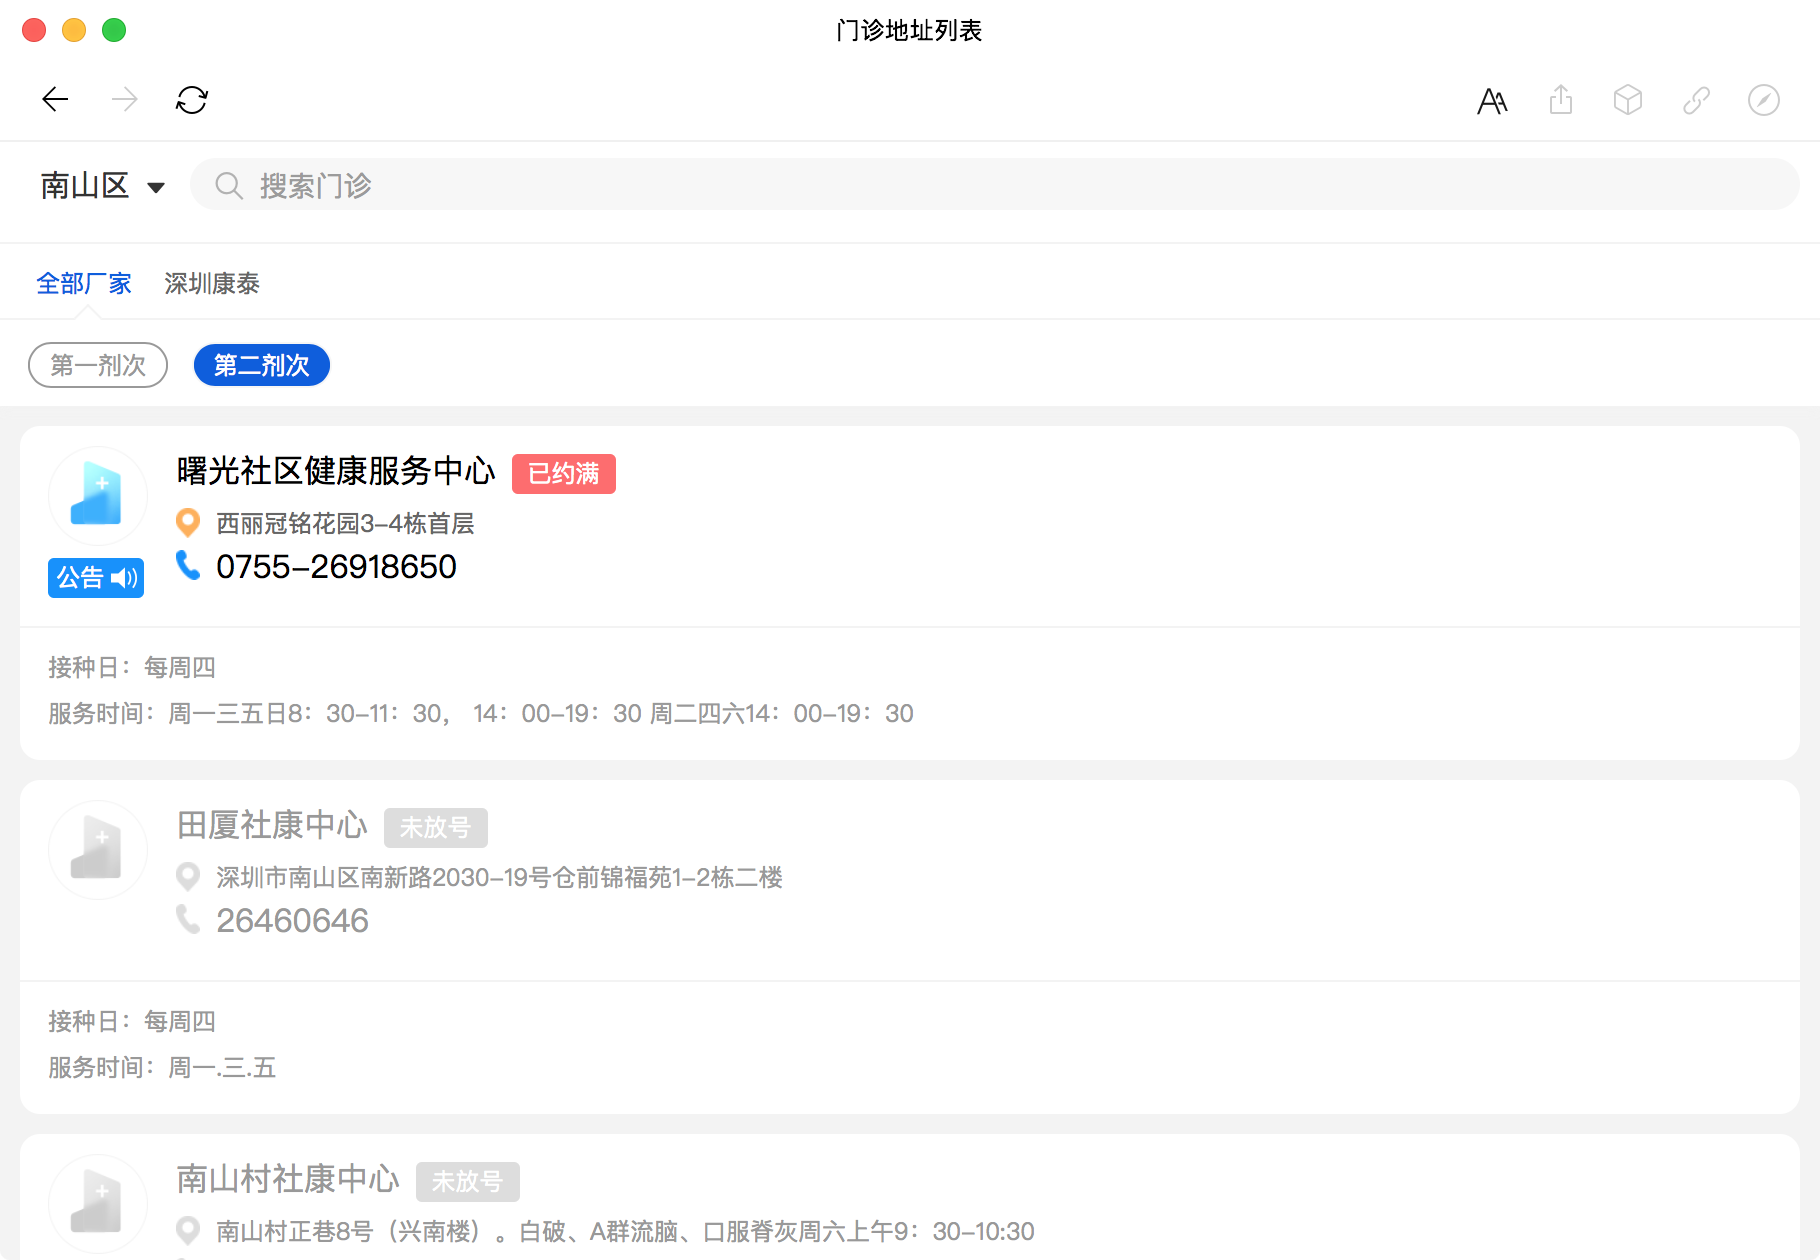 门诊地址列表
南山区 搜索门诊
全部厂家 深圳康泰
第一剂次 第二剂次
曙光社区健康服务中心 已约满
西丽冠铭花园3-4栋首层
0755-26918650
公告
接种日：每周四
服务时间：周一三五日8：30-11：30， 14：00-19：30 周二四六14：00-19：30
田厦社康中心 未放号
深圳市南山区南新路2030-19号仓前锦福苑1-2栋二楼
26460646
接种日：每周四
服务时间：周一.三.五
南山村社康中心 未放号
南山村正巷8号（兴南楼）。白破、A群流脑、口服脊灰周六上午9：30-10:30